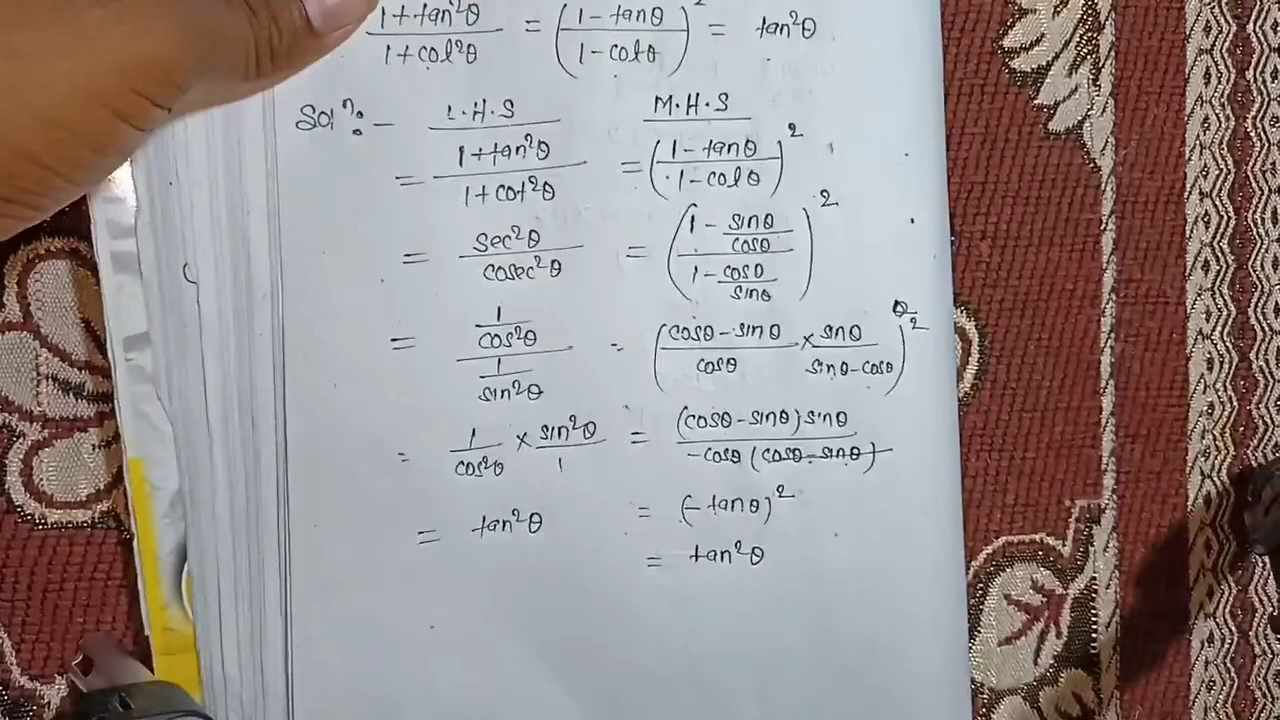 1+tan²θ / 1+cot²θ = (1-tanθ / 1-cotθ)² = tan²θ
Solⁿ:- L.H.S M.H.S
= 1+tan²θ / 1+cot²θ = (1-tanθ / 1-cotθ)²
= sec²θ / cosec²θ = (1 - sinθ/cosθ / 1 - cosθ/sinθ)²
= 1/cos²θ / 1/sin²θ = (cosθ-sinθ / cosθ × sinθ / sinθ-cosθ)²
= 1/cos²θ × sin²θ/1 = (cosθ-sinθ)sinθ / -cosθ(cosθ-sinθ)
= tan²θ = (-tanθ)²
= tan²θ